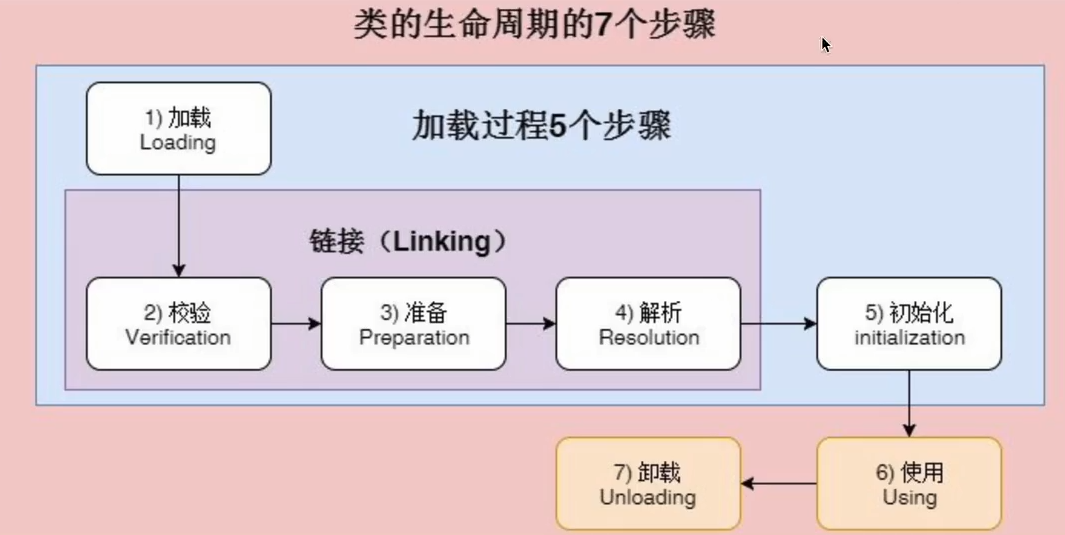 类的生命周期的7个步骤
1) 加载
Loading
加载过程5个步骤
链接（Linking）
2) 校验
Verification
3) 准备
Preparation
4) 解析
Resolution
5) 初始化
initialization
7) 卸载
Unloading
6) 使用
Using